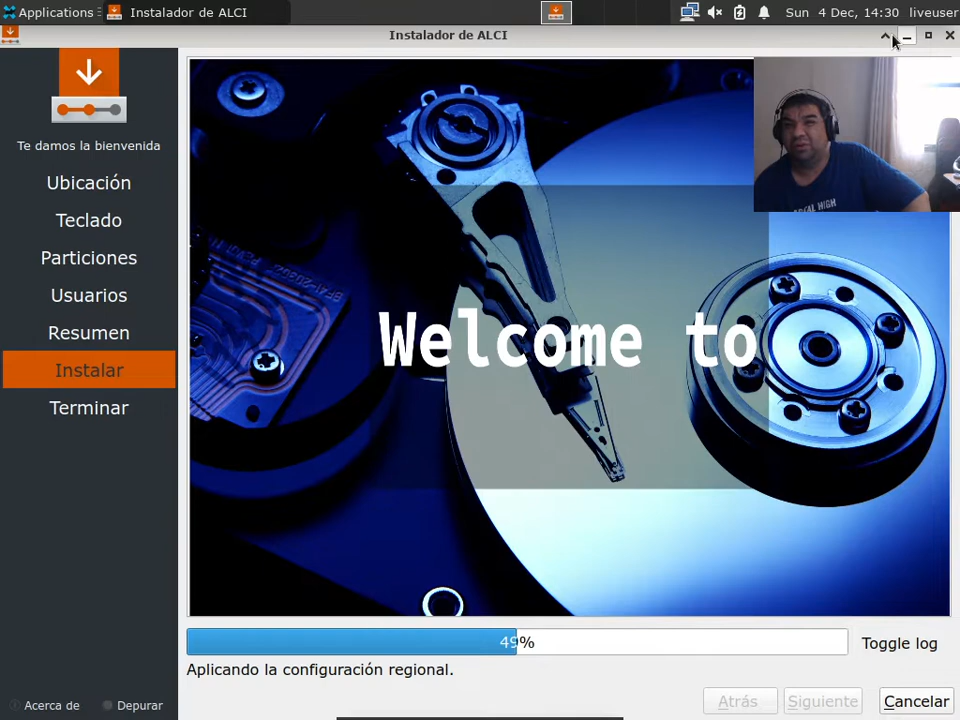 Applications
Instalador de ALCI
Sun 4 Dec, 14:30 liveuser
Instalador de ALCI
Te damos la bienvenida
Ubicación
Teclado
Particiones
Usuarios
Resumen
Instalar
Terminar
Welcome to
49%
Toggle log
Aplicando la configuración regional.
Acerca de
Depurar
Atrás
Siguiente
Cancelar